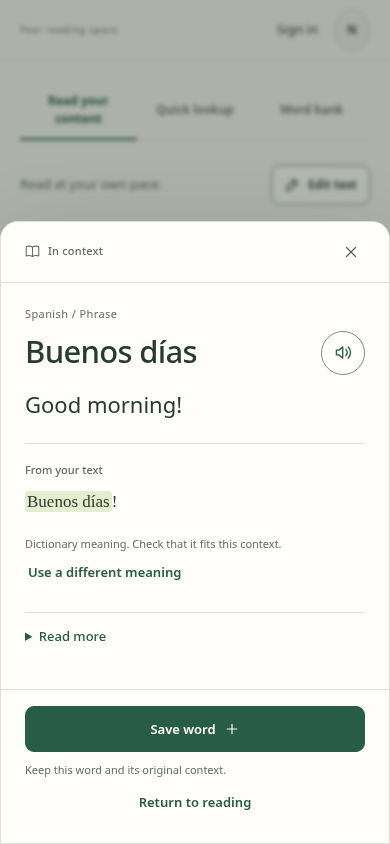 Your reading space
Sign in
N
Read your
content
Quick lookup
Word bank
Read at your own pace.
Edit text
In context
Spanish / Phrase
Buenos días
Good morning!
From your text
Buenos días!
Dictionary meaning. Check that it fits this context.
Use a different meaning
Read more
Save word
Keep this word and its original context.
Return to reading